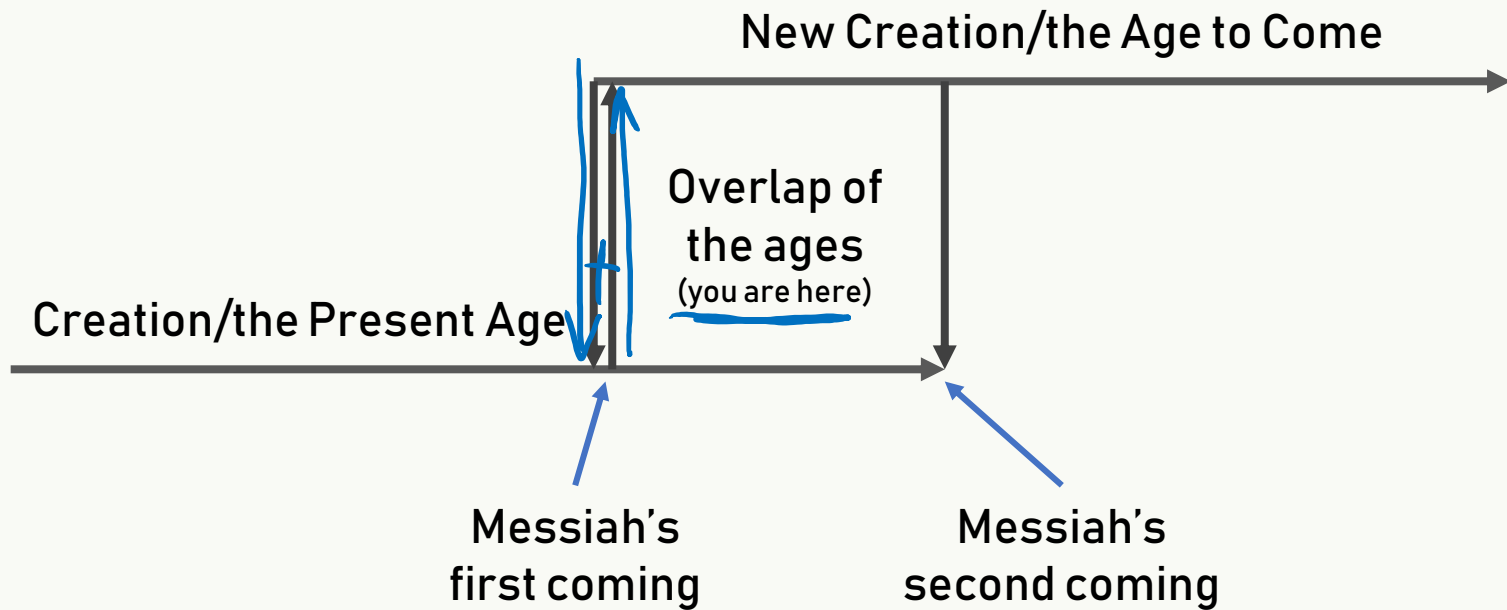 New Creation/the Age to Come
Overlap of
the ages
(you are here)
Creation/the Present Age
Messiah's
first coming
Messiah's
second coming